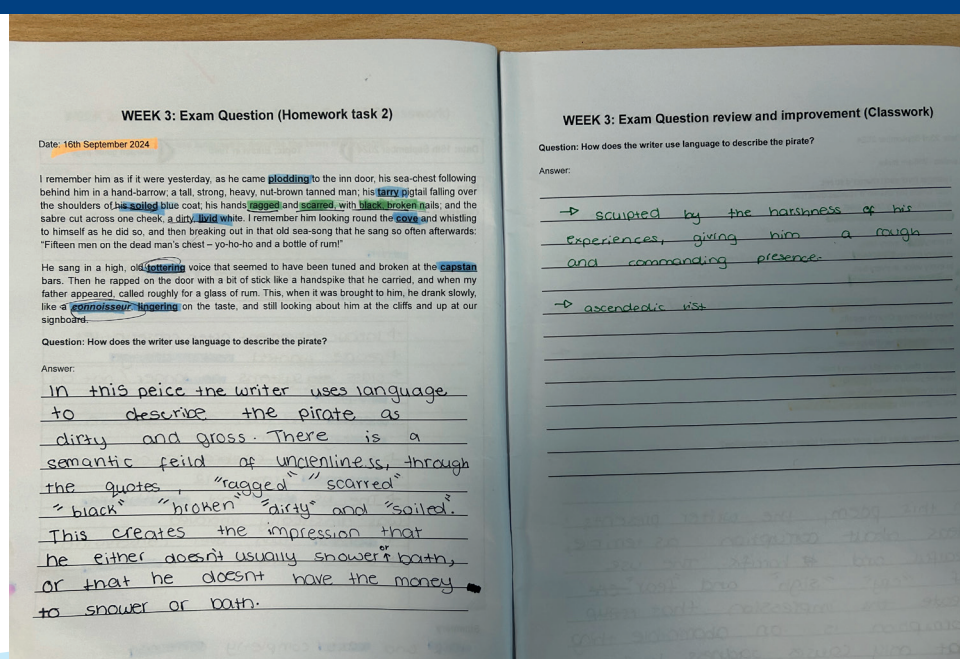 WEEK 3: Exam Question (Homework task 2)
Date: 16th September 2024
I remember him as if it were yesterday, as he came plodding to the inn door, his sea-chest following
behind him in a hand-barrow; a tall, strong, heavy, nut-brown tanned man; his tarry pigtail falling over
the shoulders of his soiled blue coat; his hands ragged and scarred, with black, broken nails; and the
sabre cut across one cheek, a dirty, livid white. I remember him looking round the cove and whistling
to himself as he did so, and then breaking out in that old sea-song that he sang so often afterwards:
"Fifteen men on the dead man's chest – yo-ho-ho and a bottle of rum!"
He sang in a high, old tottering voice that seemed to have been tuned and broken at the capstan
bars. Then he rapped on the door with a bit of stick like a handspike that he carried, and when my
father appeared, called roughly for a glass of rum. This, when it was brought to him, he drank slowly,
like a connoisseur, lingering on the taste, and still looking about him at the cliffs and up at our
signboard.
Question: How does the writer use language to describe the pirate?
Answer:
In this peice the writer uses language
to describe the pirate as
dirty and gross. There is a
semantic feild of unclenliness, through
the quotes, "ragged" "scarred"
"black" "broken" "dirty" and "soiled".
This creates the impression that
he either doesn't usually shower or bath,
or that he doesnt have the money
to shower or bath.
WEEK 3: Exam Question review and improvement (Classwork)
Question: How does the writer use language to describe the pirate?
Answer:
→ sculpted by the harshness of his
experiences, giving him a rough
and commanding presence.
→ ascendedic list